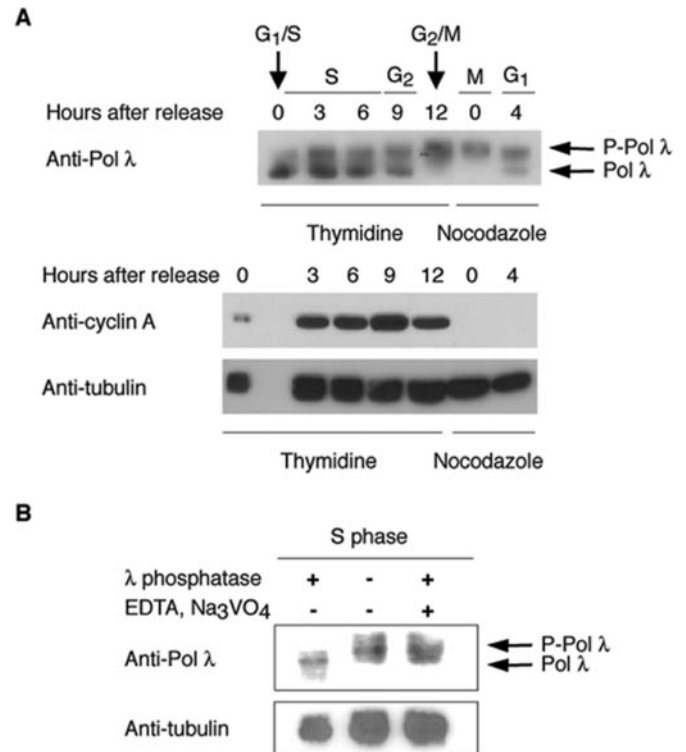 A
G1/S G2/M
S G2 M G1
Hours after release 0 3 6 9 12 0 4
Anti-Pol λ P-Pol λ
Pol λ
Thymidine Nocodazole
Hours after release 0 3 6 9 12 0 4
Anti-cyclin A
Anti-tubulin
Thymidine Nocodazole
B
S phase
λ phosphatase + - +
EDTA, Na3VO4 - - +
Anti-Pol λ P-Pol λ
Pol λ
Anti-tubulin